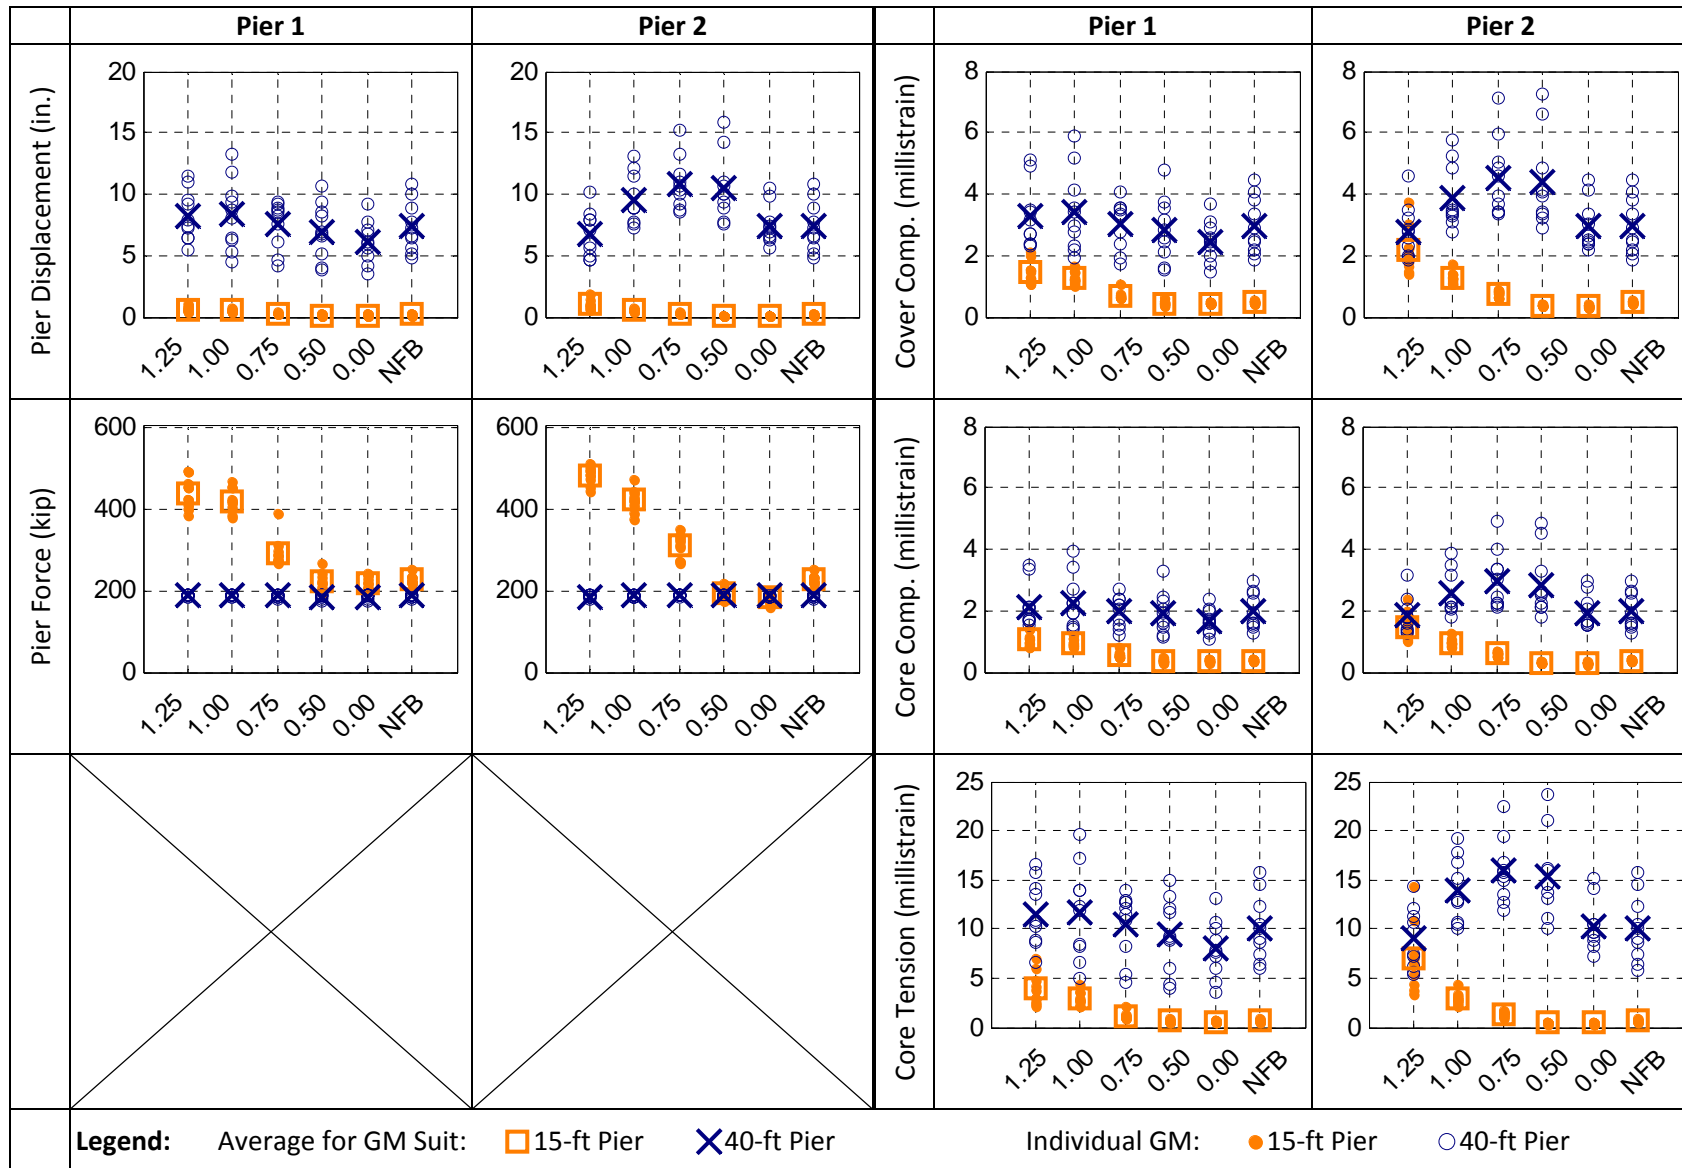 Pier 1 Pier 2 Pier 1 Pier 2
Pier Displacement (in.)
20
15
10
5
0
1.25 1.00 0.75 0.50 0.00 NFB
20
15
10
5
0
1.25 1.00 0.75 0.50 0.00 NFB
Cover Comp. (millistrain)
8
6
4
2
0
1.25 1.00 0.75 0.50 0.00 NFB
8
6
4
2
0
1.25 1.00 0.75 0.50 0.00 NFB
Pier Force (kip)
600
400
200
0
1.25 1.00 0.75 0.50 0.00 NFB
600
400
200
0
1.25 1.00 0.75 0.50 0.00 NFB
Core Comp. (millistrain)
8
6
4
2
0
1.25 1.00 0.75 0.50 0.00 NFB
8
6
4
2
0
1.25 1.00 0.75 0.50 0.00 NFB
Core Tension (millistrain)
25
20
15
10
5
0
1.25 1.00 0.75 0.50 0.00 NFB
25
20
15
10
5
0
1.25 1.00 0.75 0.50 0.00 NFB
Legend: Average for GM Suit: 15-ft Pier 40-ft Pier Individual GM: 15-ft Pier 40-ft Pier